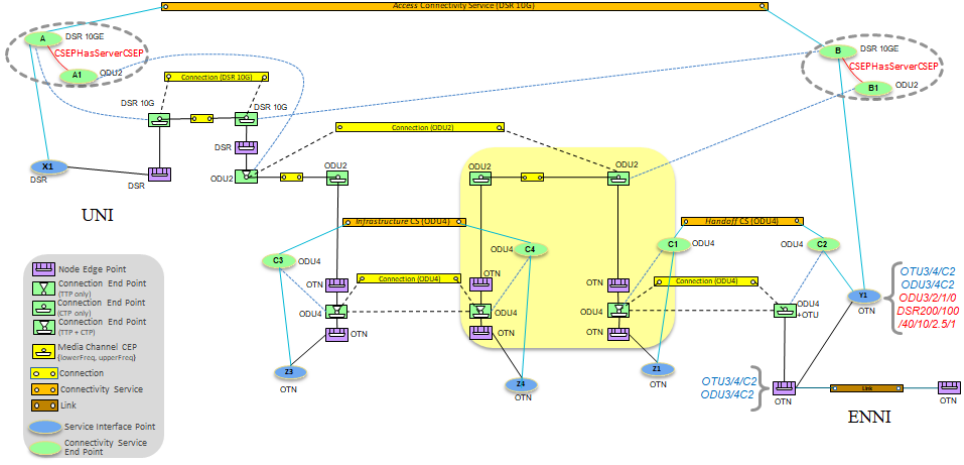 Access Connectivity Service (DSR 10G)
A
DSR 10GE
CSEPHasServerCSEP
A1
ODU2
B
DSR 10GE
CSEPHasServerCSEP
B1
ODU2
Connection (DSR 10G)
DSR 10G
DSR 10G
Connection (ODU2)
DSR
ODU2
ODU2
ODU2
ODU2
X1
DSR
DSR
UNI
Infrastructure CS (ODU4)
Handoff CS (ODU4)
C3
ODU4
ODU4
C4
C1
ODU4
ODU4
C2
Connection (ODU4)
Connection (ODU4)
OTN
OTN
OTN
ODU4
ODU4
ODU4
ODU4
+OTU
OTN
OTN
OTN
Y1
OTN
OTU3/4/C2
ODU3/4C2
ODU3/2/1/0
DSR200/100
/40/10/2.5/1
Z3
OTN
Z4
OTN
Z1
OTN
OTU3/4/C2
ODU3/4C2
OTN
Link
OTN
ENNI
Node Edge Point
Connection End Point
(TTP only)
Connection End Point
(CTP only)
Connection End Point
(TTP + CTP)
Media Channel CEP
{lowerFreq, upperFreq}
Connection
Connectivity Service
Link
Service Interface Point
Connectivity Service
End Point